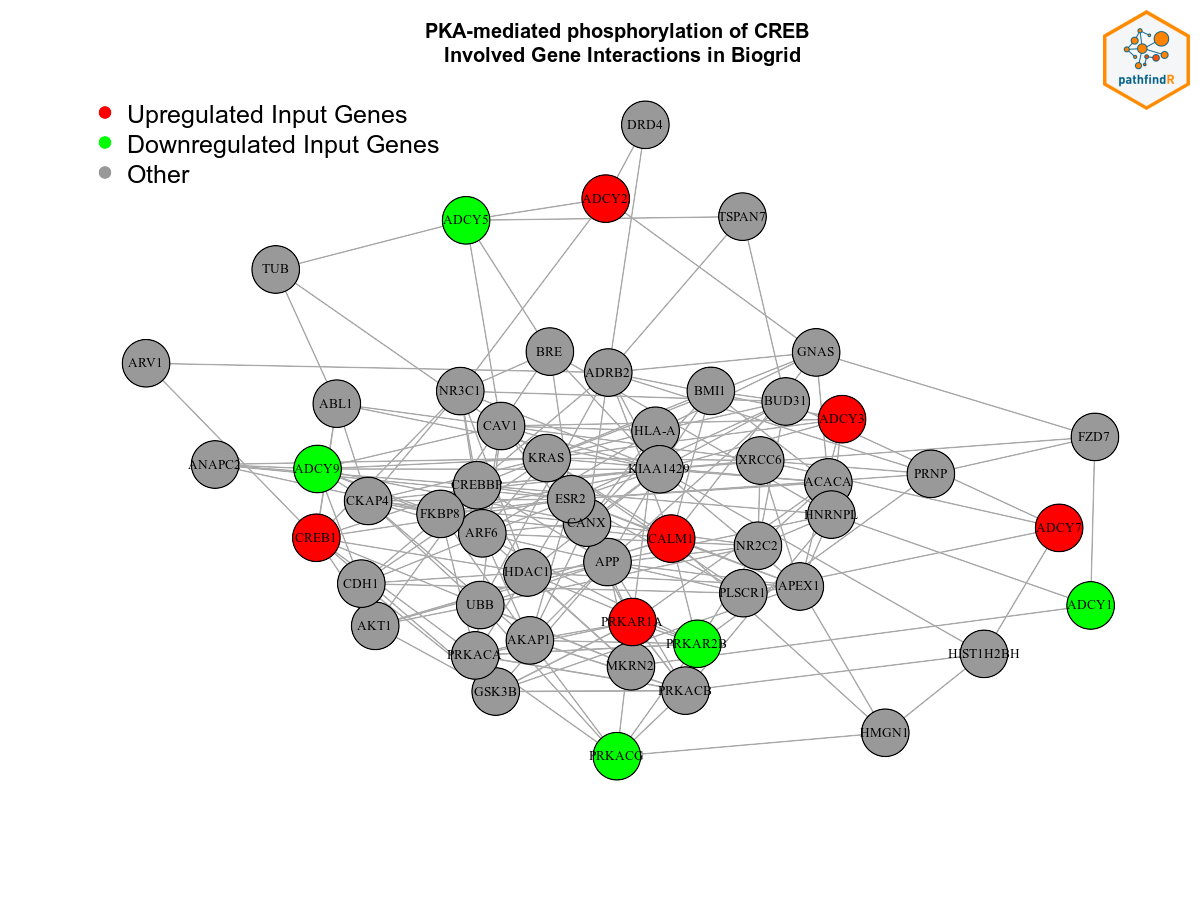 PKA-mediated phosphorylation of CREB
Involved Gene Interactions in Biogrid
pathfindR
Upregulated Input Genes
Downregulated Input Genes
Other
DRD4
ADCY2
ADCY5
TSPAN7
TUB
BRE
GNAS
ARV1
ADRB2
NR3C1
BMI1
ABL1
BUD31
ADCY3
CAV1
HLA-A
FZD7
KRAS
XRCC6
ANAPC2
ADCY9
KIAA1429
PRNP
ACACA
CREBBP
CKAP4
ESR2
FKBP8
HNRNPL
CANX
ADCY7
ARF6
CREB1
CALM1
NR2C2
APP
HDAC1
CDH1
APEX1
PLSCR1
UBB
ADCY1
PRKAR1A
AKT1
AKAP1
PRKAR2B
PRKACA
HIST1H2BH
MKRN2
GSK3B
PRKACB
HMGN1
PRKACG